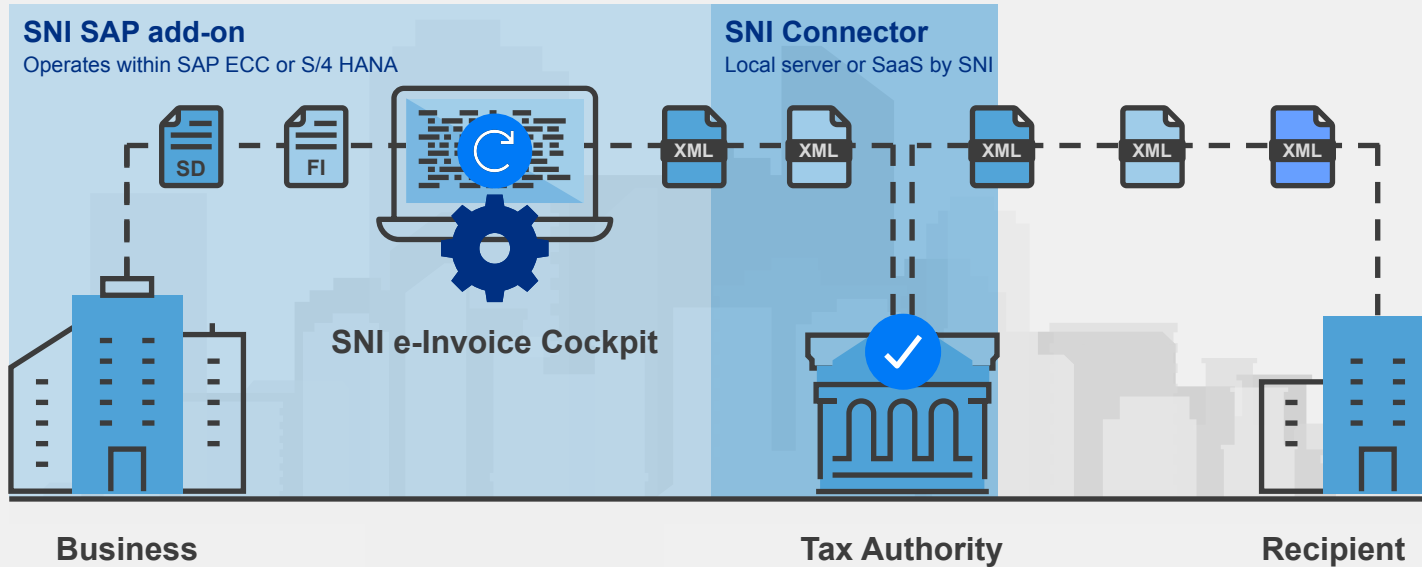 SNI SAP add-on
Operates within SAP ECC or S/4 HANA
SNI Connector
Local server or SaaS by SNI
SD
FI
XML
XML
XML
XML
XML
SNI e-Invoice Cockpit
Business
Tax Authority
Recipient